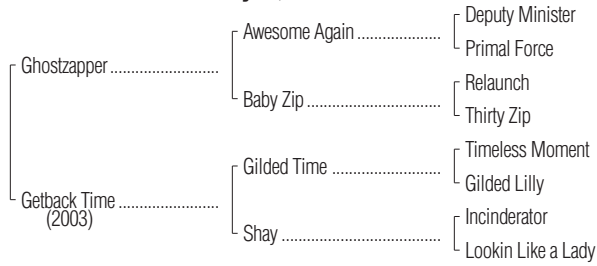 Awesome Again ....................
Deputy Minister
Primal Force
Ghostzapper ..........................
Baby Zip ................................
Relaunch
Thirty Zip
Gilded Time ..........................
Timeless Moment
Gilded Lilly
Getback Time ........................
(2003)
Shay ......................................
Incinderator
Lookin Like a Lady